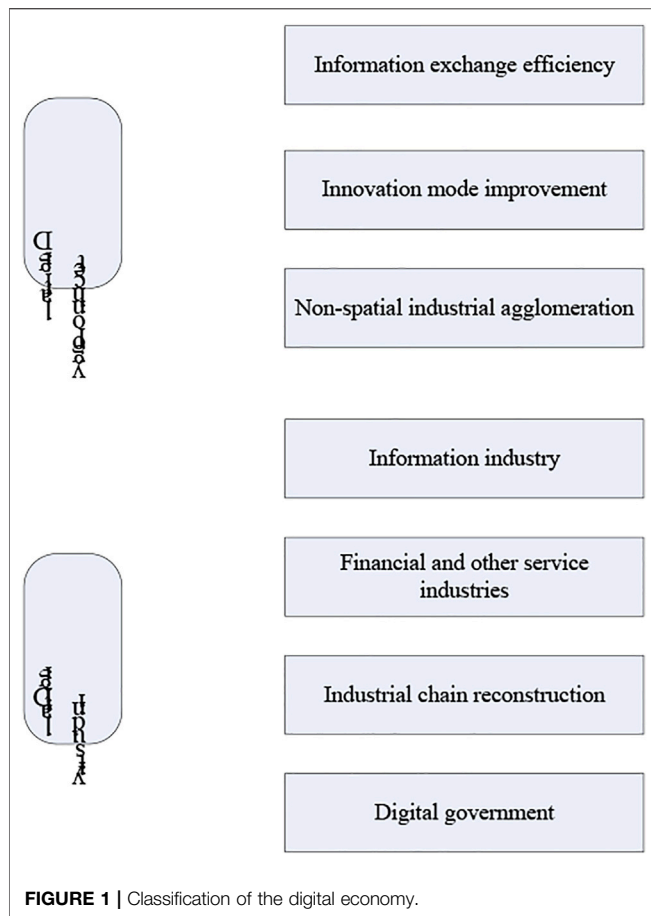 Information exchange efficiency
Innovation mode improvement
Non-spatial industrial agglomeration
Information industry
Financial and other service
industries
Industrial chain reconstruction
Digital government
FIGURE 1 | Classification of the digital economy.